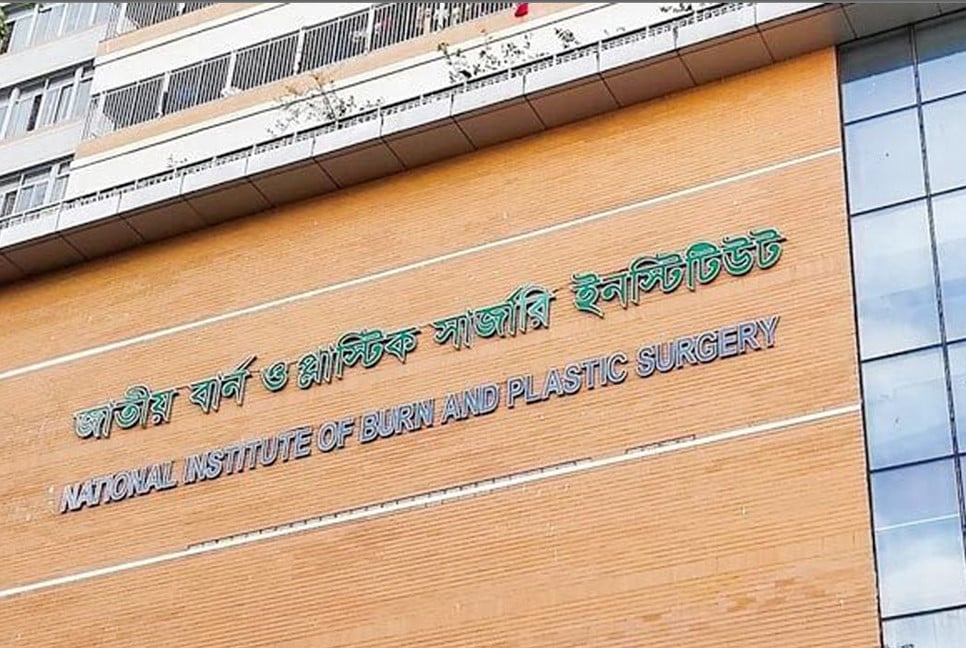 জাতীয় বার্ন ও প্লাস্টিক সার্জারি ইনস্টিটিউট
NATIONAL INSTITUTE OF BURN AND PLASTIC SURGERY